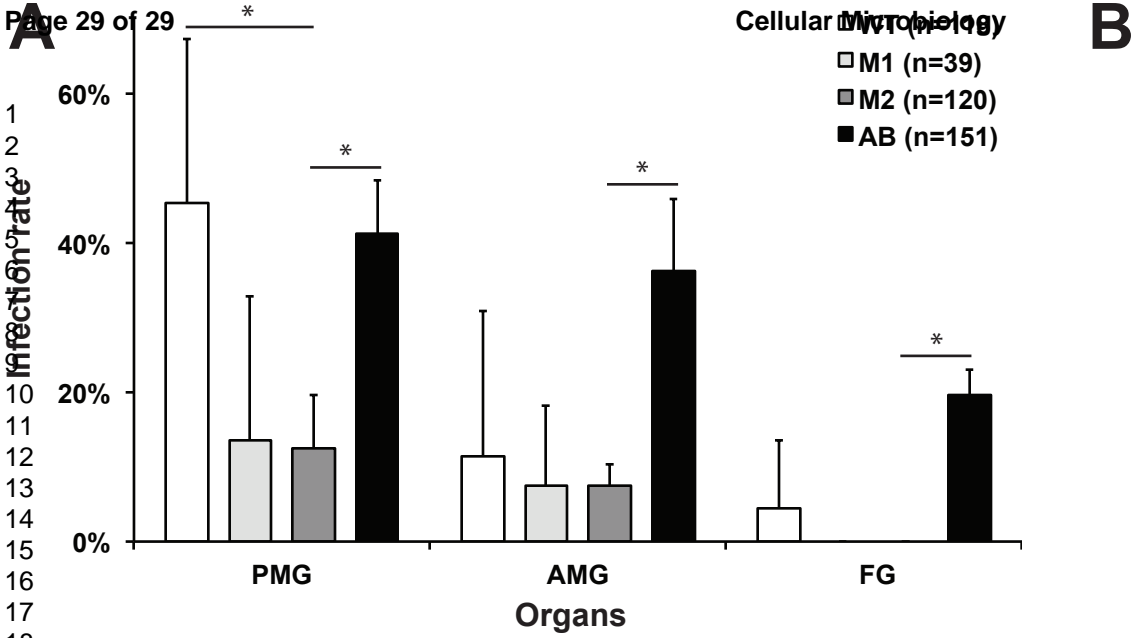 Page 29 of 29
Cellular Microbiology
A
B
WT
M1 (n=39)
M2 (n=120)
AB (n=151)
*
*
*
*
60%
40%
20%
0%
Infection rate
PMG AMG FG
Organs
1
2
3
4
5
6
7
8
9
10
11
12
13
14
15
16
17